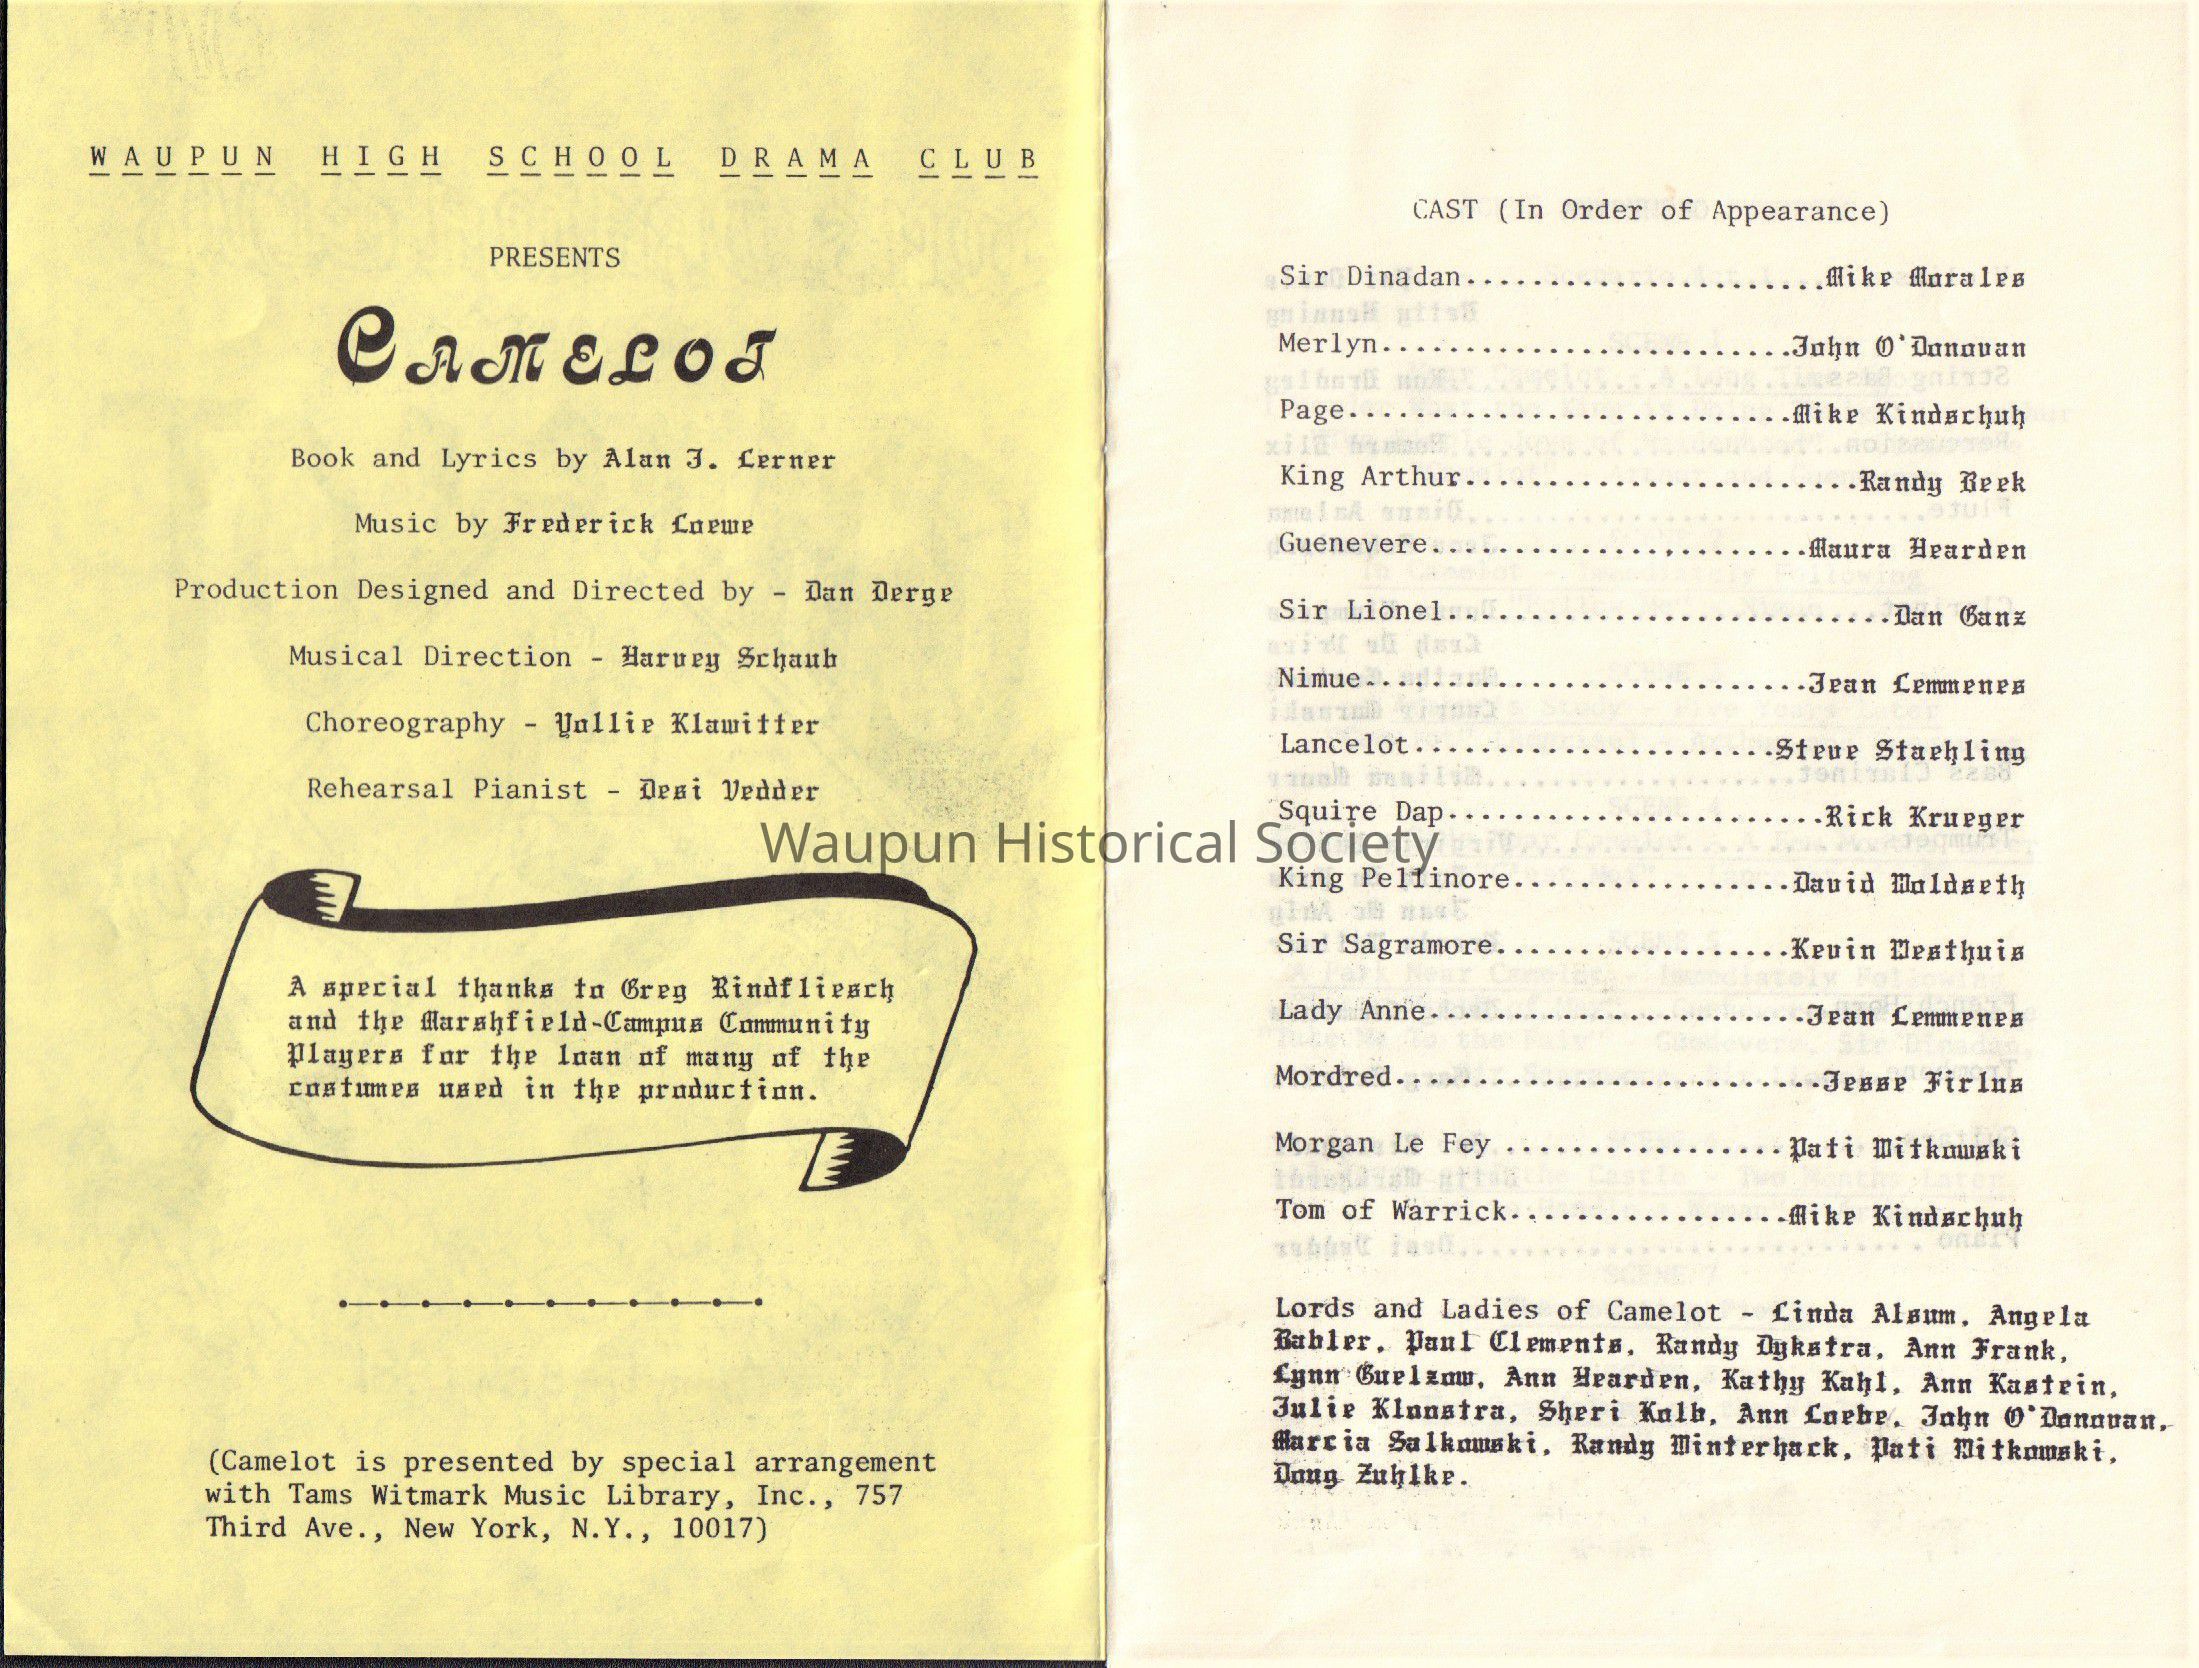 WAUPUN HIGH SCHOOL DRAMA CLUB
PRESENTS
CAMELOT
Book and Lyrics by Alan J. Lerner
Music by Frederick Loewe
Production Designed and Directed by - Dan Derge
Musical Direction - Harvey Schaub
Choreography - Yollie Klawitter
Rehearsal Pianist - Desi Vedder
A special thanks to Greg Rindfliesch
and the Marshfield-Campus Community
Players for the loan of many of the
costumes used in the production.
(Camelot is presented by special arrangement
with Tams Witmark Music Library, Inc., 757
Third Ave., New York, N.Y., 10017)
Waupun Historical Society
CAST (In Order of Appearance)
Sir Dinadan......................Mike Morales
Merlyn.........................John O'Donovan
Page...........................Mike Kindschuh
King Arthur........................Randy Beek
Guenevere.......................Maura Hearden
Sir Lionel...........................Dan Ganz
Nimue...........................Jean Lemmenes
Lancelot......................Steve Staehling
Squire Dap.......................Rick Krueger
King Pellinore.................David Woldseth
Sir Sagramore..................Kevin Westhuis
Lady Anne.......................Jean Lemmenes
Mordred..........................Jesse Firlus
Morgan Le Fey .................Pati Witkowski
Tom of Warrick.................Mike Kindschuh
Lords and Ladies of Camelot - Linda Alsum, Angela
Bahler, Paul Clements, Randy Dykstra, Ann Frank,
Lynn Guelzow, Ann Hearden, Kathy Kahl, Ann Kastein,
Julie Kloostra, Sheri Kolb, Ann Loebe, John O'Donovan,
Marcia Salkowski, Randy Winterhack, Pati Witkowski,
Doug Zuhlke.